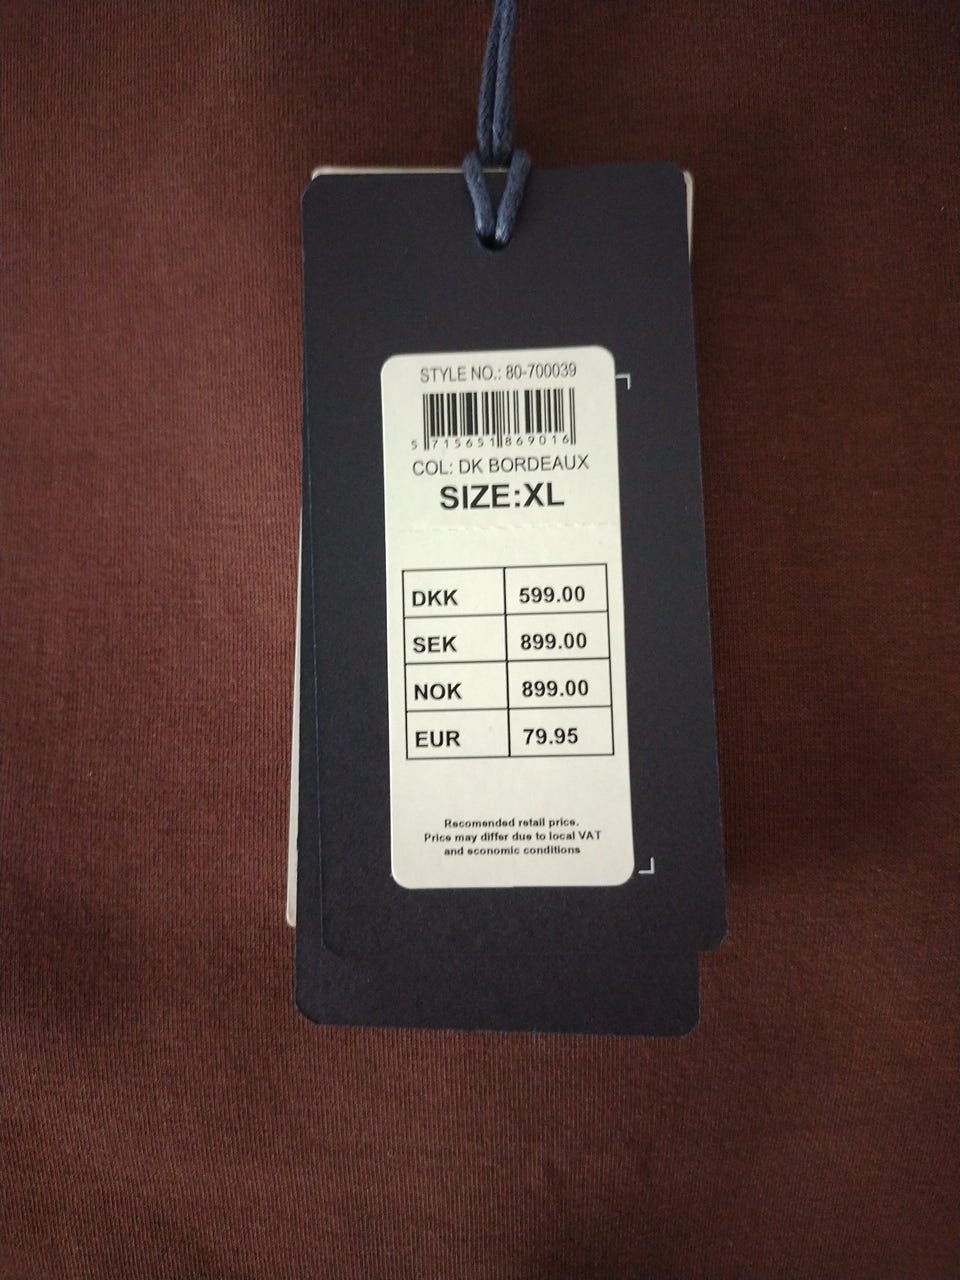 STYLE NO.: 80-700039
5 715651 869016
COL: DK BORDEAUX
SIZE:XL
DKK 599.00
SEK 899.00
NOK 899.00
EUR 79.95
Recomended retail price.
Price may differ due to local VAT
and economic conditions